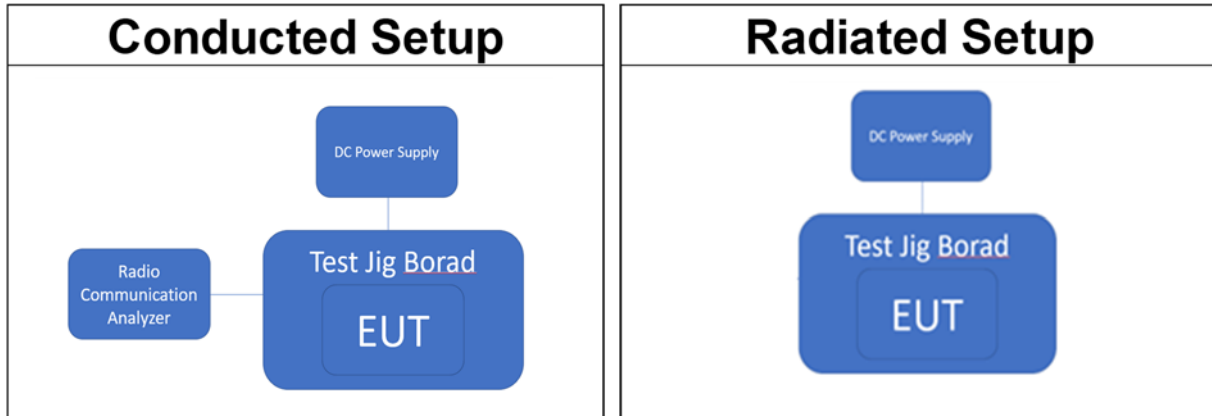 Conducted Setup
DC Power Supply
Radio
Communication
Analyzer
Test Jig Borad
EUT
Radiated Setup
DC Power Supply
Test Jig Borad
EUT